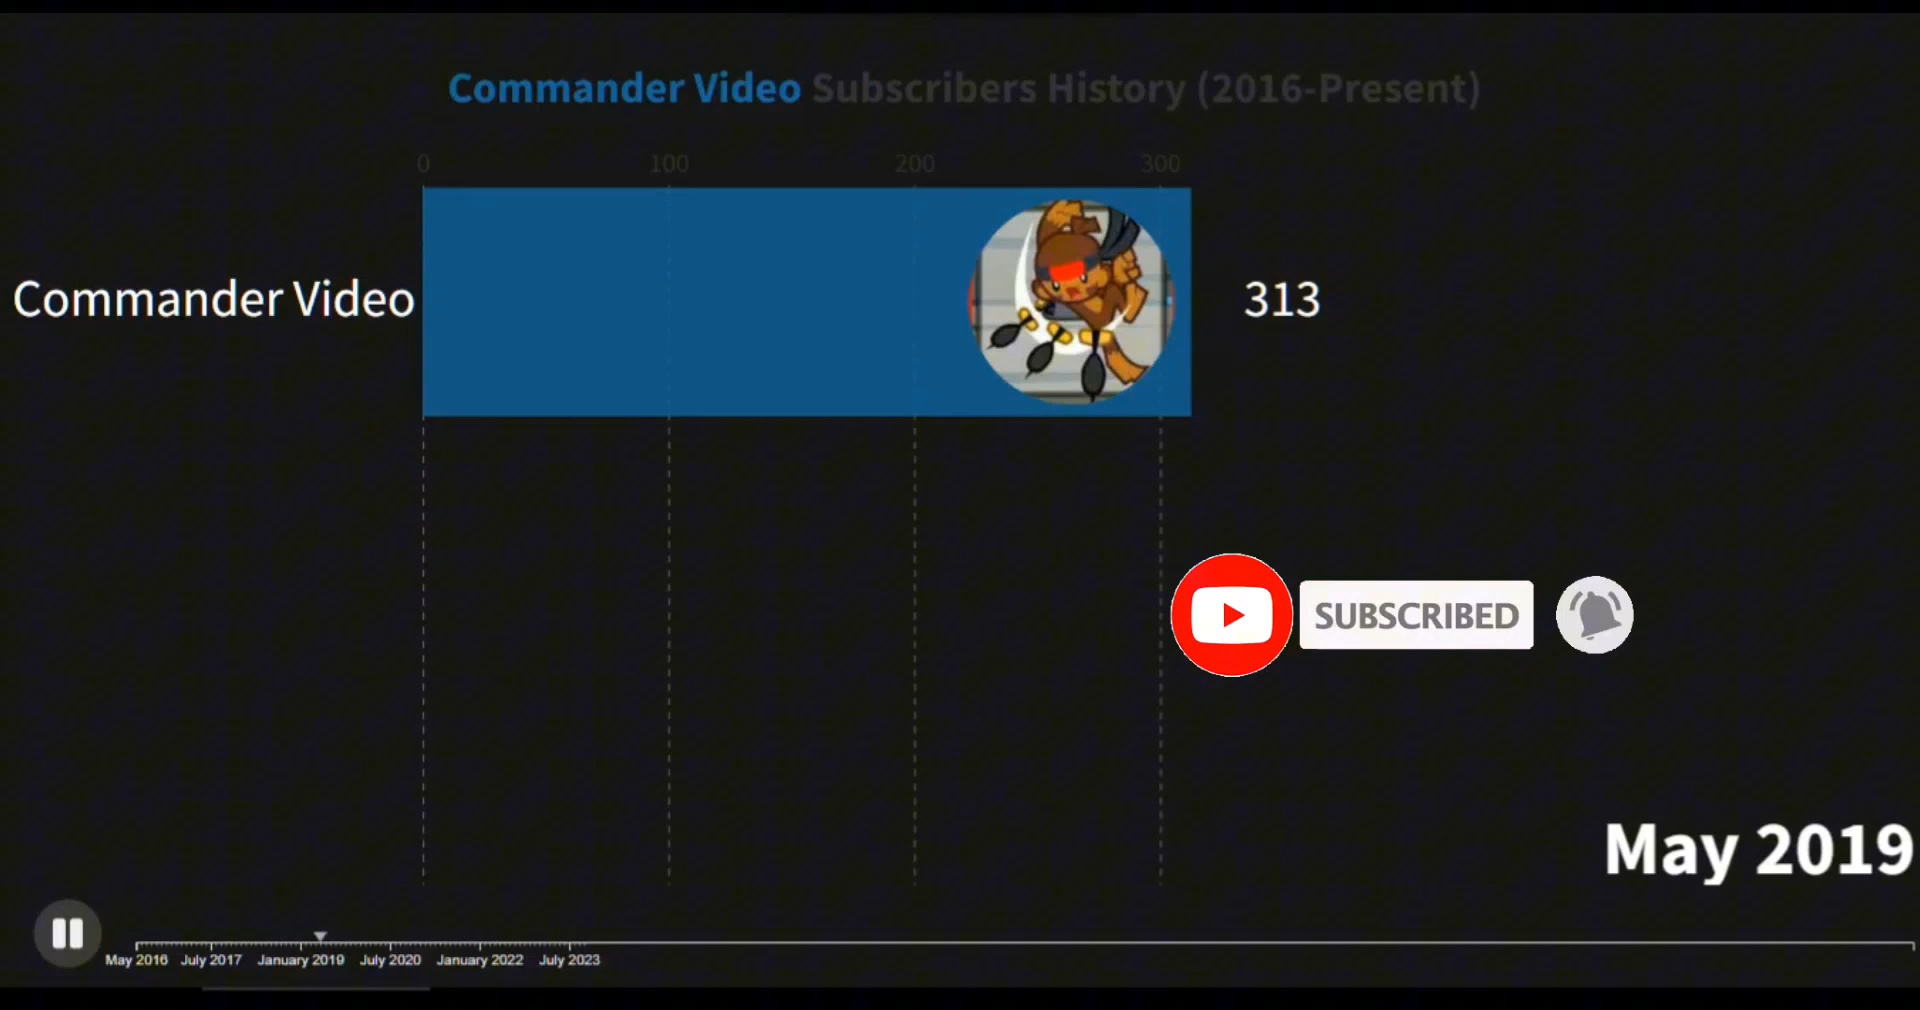 Commander Video Subscribers History (2016-Present)
0 100 200 300
Commander Video 313
SUBSCRIBED
May 2019
May 2016 July 2017 January 2019 July 2020 January 2022 July 2023